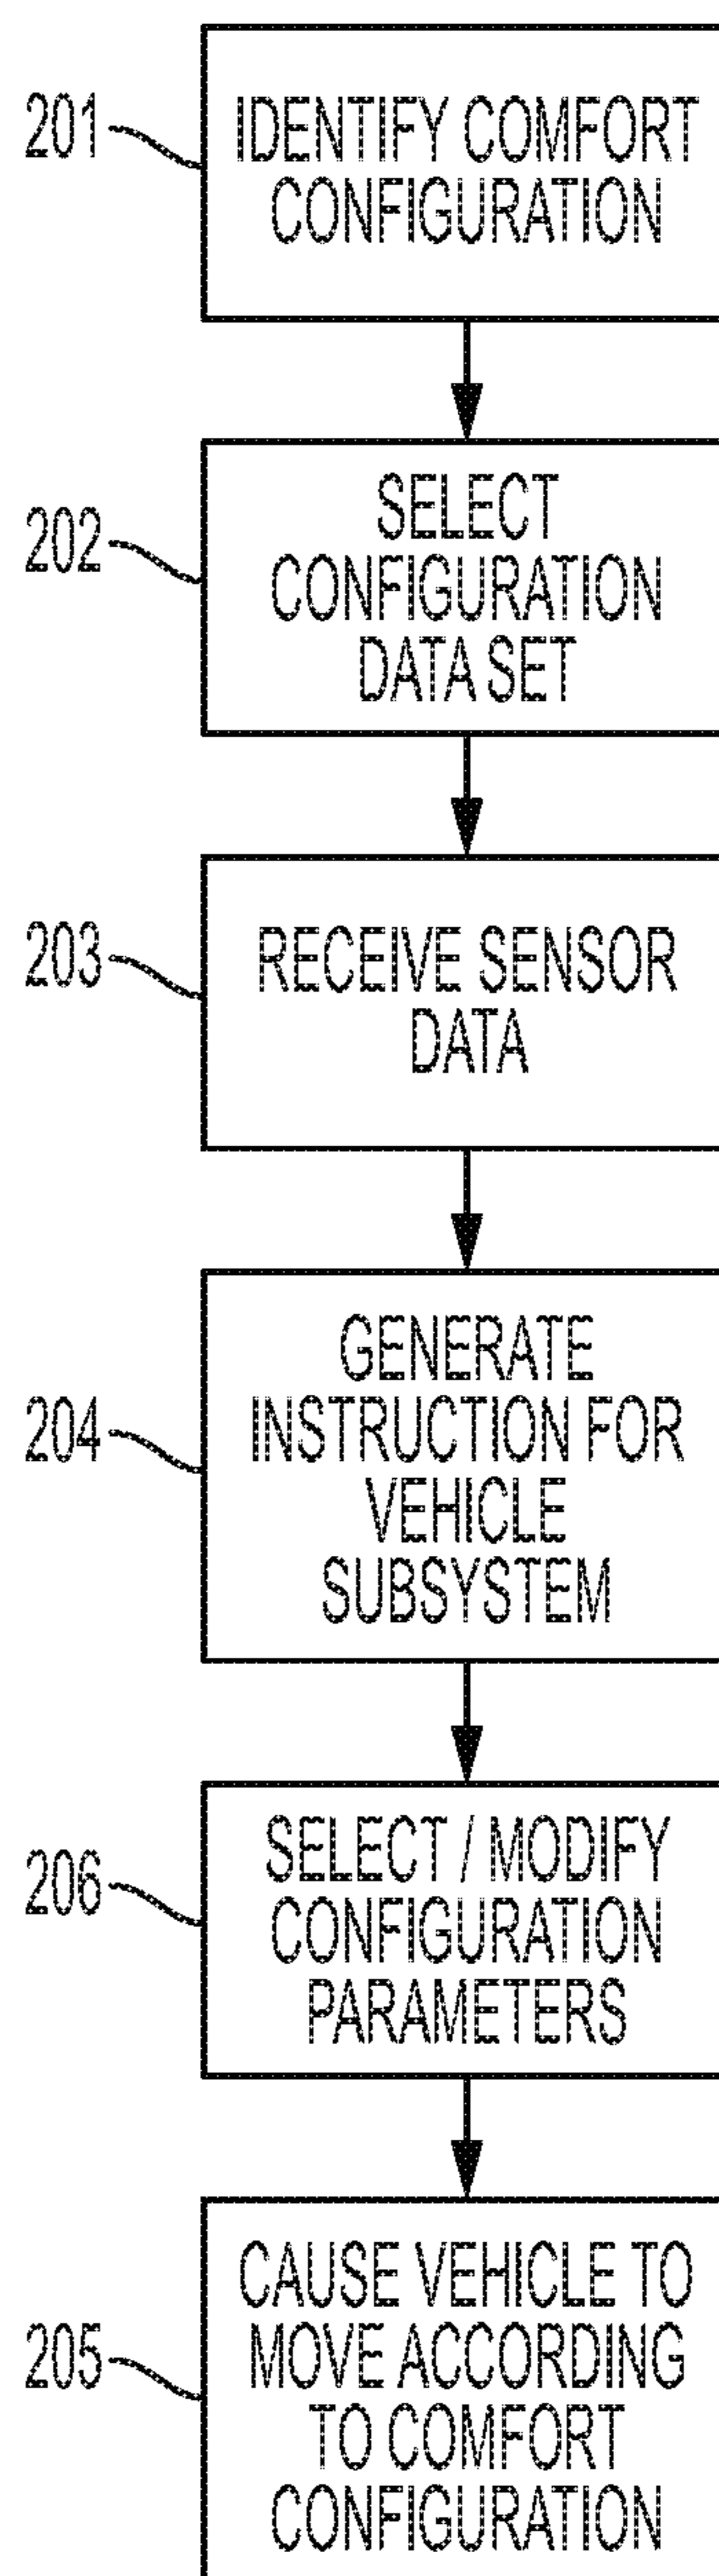 201
IDENTIFY COMFORT
CONFIGURATION
202
SELECT
CONFIGURATION
DATA SET
203
RECEIVE SENSOR
DATA
204
GENERATE
INSTRUCTION FOR
VEHICLE
SUBSYSTEM
206
SELECT / MODIFY
CONFIGURATION
PARAMETERS
205
CAUSE VEHICLE TO
MOVE ACCORDING
TO COMFORT
CONFIGURATION